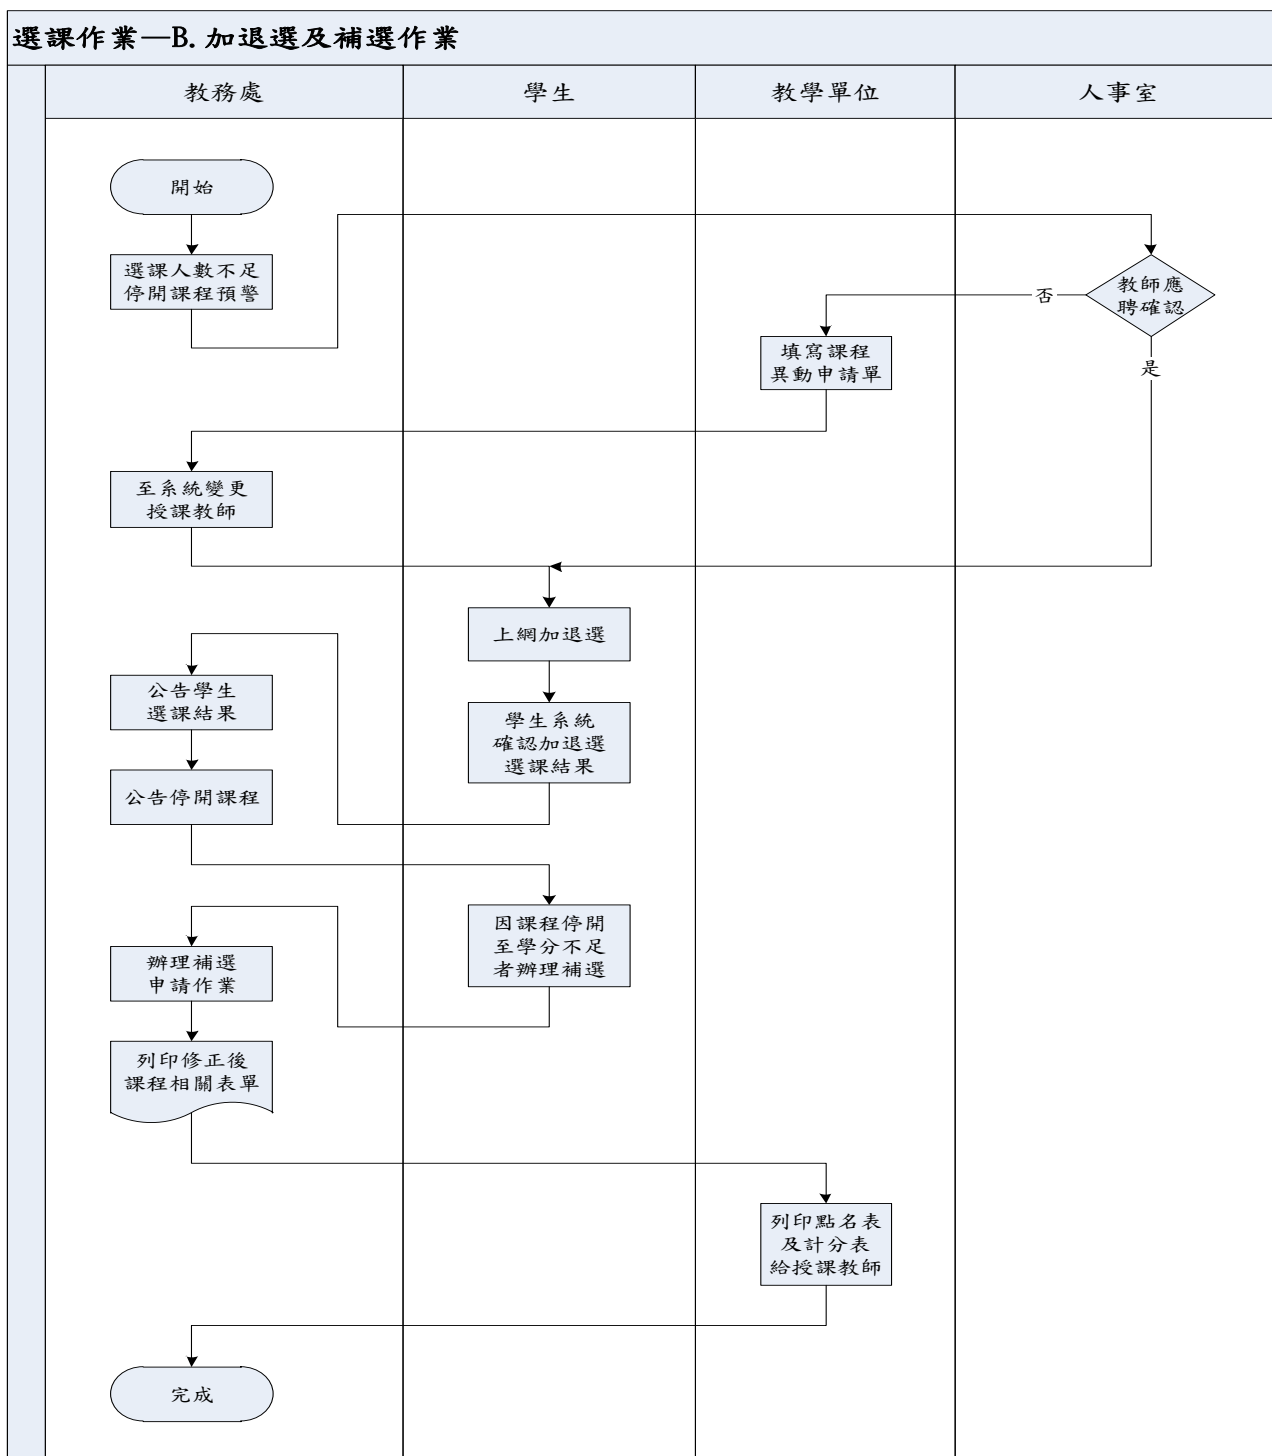 選課作業—B.加退選及補選作業
教務處
學生
教學單位
人事室
開始
選課人數不足
停開課程預警
教師應
聘確認
否
是
填寫課程
異動申請單
至系統變更
授課教師
上網加退選
學生系統
確認加退選
選課結果
公告學生
選課結果
公告停開課程
因課程停開
至學分不足
者辦理補選
辦理補選
申請作業
列印修正後
課程相關表單
列印點名表
及計分表
給授課教師
完成